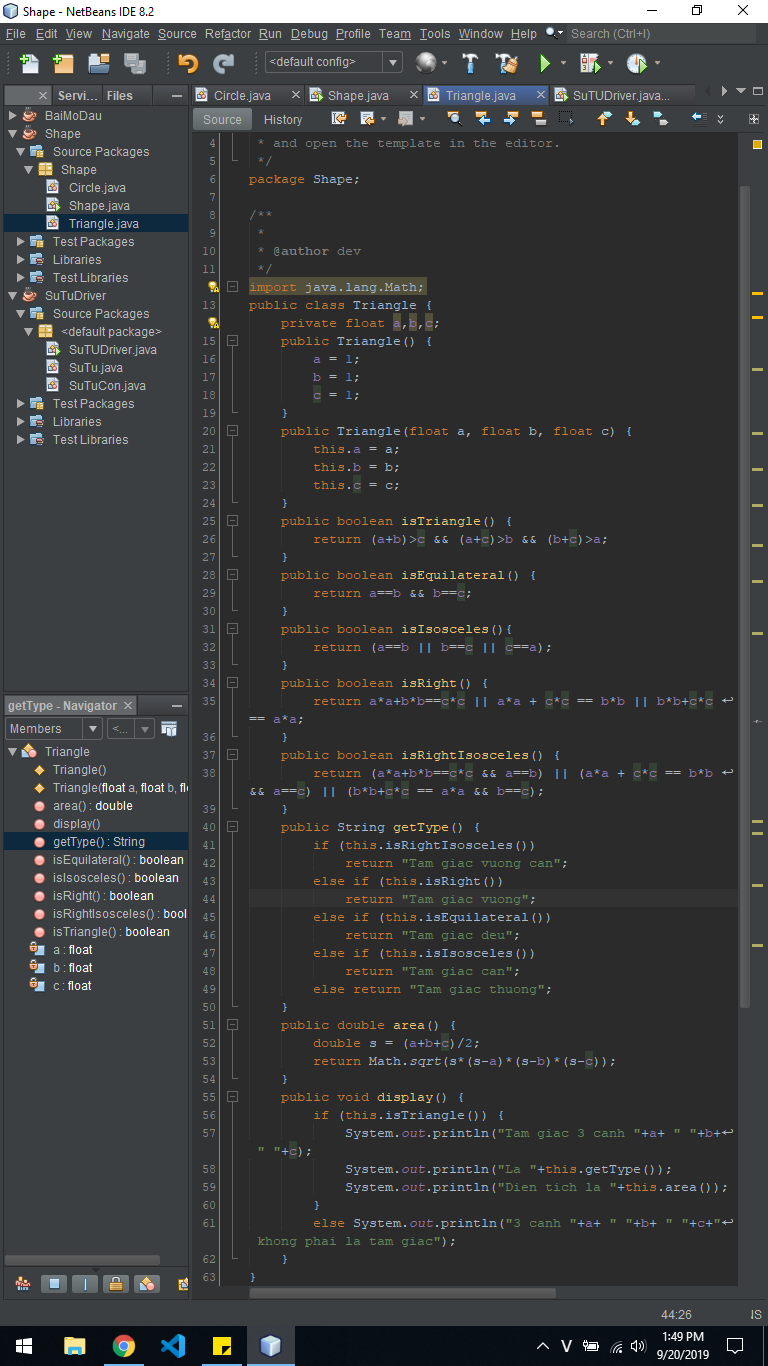 Shape - NetBeans IDE 8.2
File Edit View Navigate Source Refactor Run Debug Profile Team Tools Window Help Search (Ctrl+I)
<default config>
Servi... Files
Circle.java Shape.java Triangle.java SuTUDriver.java...
Source History
BaiMoDau
Shape
Source Packages
Shape
Circle.java
Shape.java
Triangle.java
Test Packages
Libraries
Test Libraries
SuTuDriver
Source Packages
<default package>
SuTUDriver.java
SuTu.java
SuTuCon.java
Test Packages
Libraries
Test Libraries
getType - Navigator
Members <...
Triangle
Triangle()
Triangle(float a, float b, fl
area() : double
display()
getType() : String
isEquilateral() : boolean
isIsosceles() : boolean
isRight() : boolean
isRightIsosceles() : bool
isTriangle() : boolean
a : float
b : float
c : float
4 * and open the template in the editor.
5 */
6 package Shape;
7
8 /**
9 *
10 * @author dev
11 */
import java.lang.Math;
13 public class Triangle {
private float a,b,c;
15 public Triangle() {
16 a = 1;
17 b = 1;
18 c = 1;
19 }
20 public Triangle(float a, float b, float c) {
21 this.a = a;
22 this.b = b;
23 this.c = c;
24 }
25 public boolean isTriangle() {
26 return (a+b)>c && (a+c)>b && (b+c)>a;
27 }
28 public boolean isEquilateral() {
29 return a==b && b==c;
30 }
31 public boolean isIsosceles(){
32 return (a==b || b==c || c==a);
33 }
34 public boolean isRight() {
35 return a*a+b*b==c*c || a*a + c*c == b*b || b*b+c*c
== a*a;
36 }
37 public boolean isRightIsosceles() {
38 return (a*a+b*b==c*c && a==b) || (a*a + c*c == b*b
&& a==c) || (b*b+c*c == a*a && b==c);
39 }
40 public String getType() {
41 if (this.isRightIsosceles())
42 return "Tam giac vuong can";
43 else if (this.isRight())
44 return "Tam giac vuong";
45 else if (this.isEquilateral())
46 return "Tam giac deu";
47 else if (this.isIsosceles())
48 return "Tam giac can";
49 else return "Tam giac thuong";
50 }
51 public double area() {
52 double s = (a+b+c)/2;
53 return Math.sqrt(s*(s-a)*(s-b)*(s-c));
54 }
55 public void display() {
56 if (this.isTriangle()) {
57 System.out.println("Tam giac 3 canh "+a+ " "+b+
" "+c);
58 System.out.println("La "+this.getType());
59 System.out.println("Dien tich la "+this.area());
60 }
61 else System.out.println("3 canh "+a+ " "+b+ " "+c+"
khong phai la tam giac");
62 }
63 }
44:26 INS
V 1:49 PM
9/20/2019